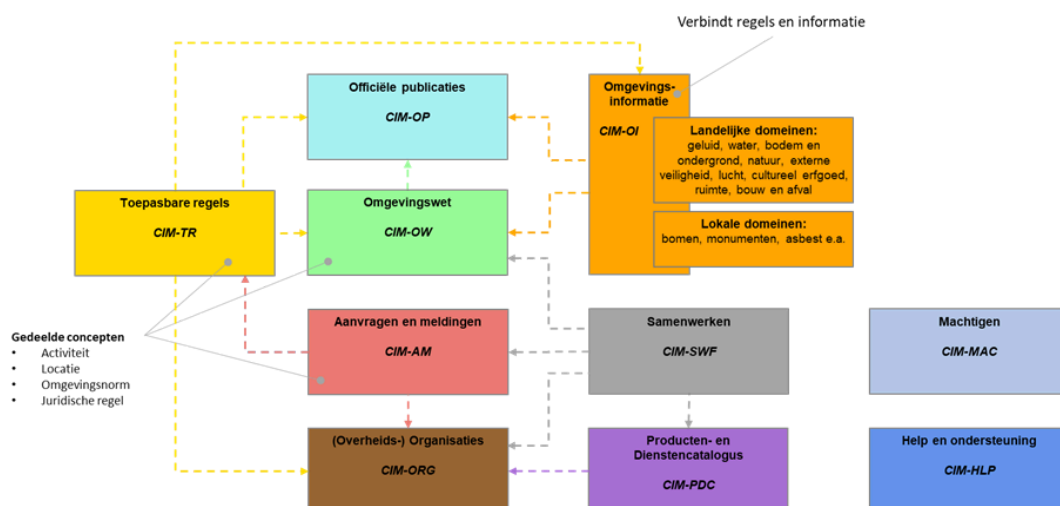 Verbindt regels en informatie
Officiële publicaties
CIM-OP
Omgevings-
informatie
CIM-OI
Landelijke domeinen:
geluid, water, bodem en
ondergrond, natuur, externe
veiligheid, lucht, cultureel erfgoed,
ruimte, bouw en afval
Lokale domeinen:
bomen, monumenten, asbest e.a.
Toepasbare regels
CIM-TR
Omgevingswet
CIM-OW
Gedeelde concepten
• Activiteit
• Locatie
• Omgevingsnorm
• Juridische regel
Aanvragen en meldingen
CIM-AM
Samenwerken
CIM-SWF
Machtigen
CIM-MAC
(Overheids-) Organisaties
CIM-ORG
Producten- en
Dienstencatalogus
CIM-PDC
Help en ondersteuning
CIM-HLP